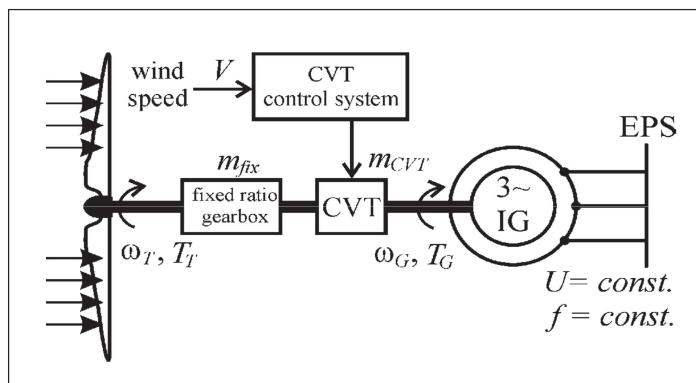 wind speed
V
CVT
control system
EPS
m_fix
m_CVT
fixed ratio
gearbox
CVT
3~
IG
ω_T, T_T
ω_G, T_G
U= const.
f = const.